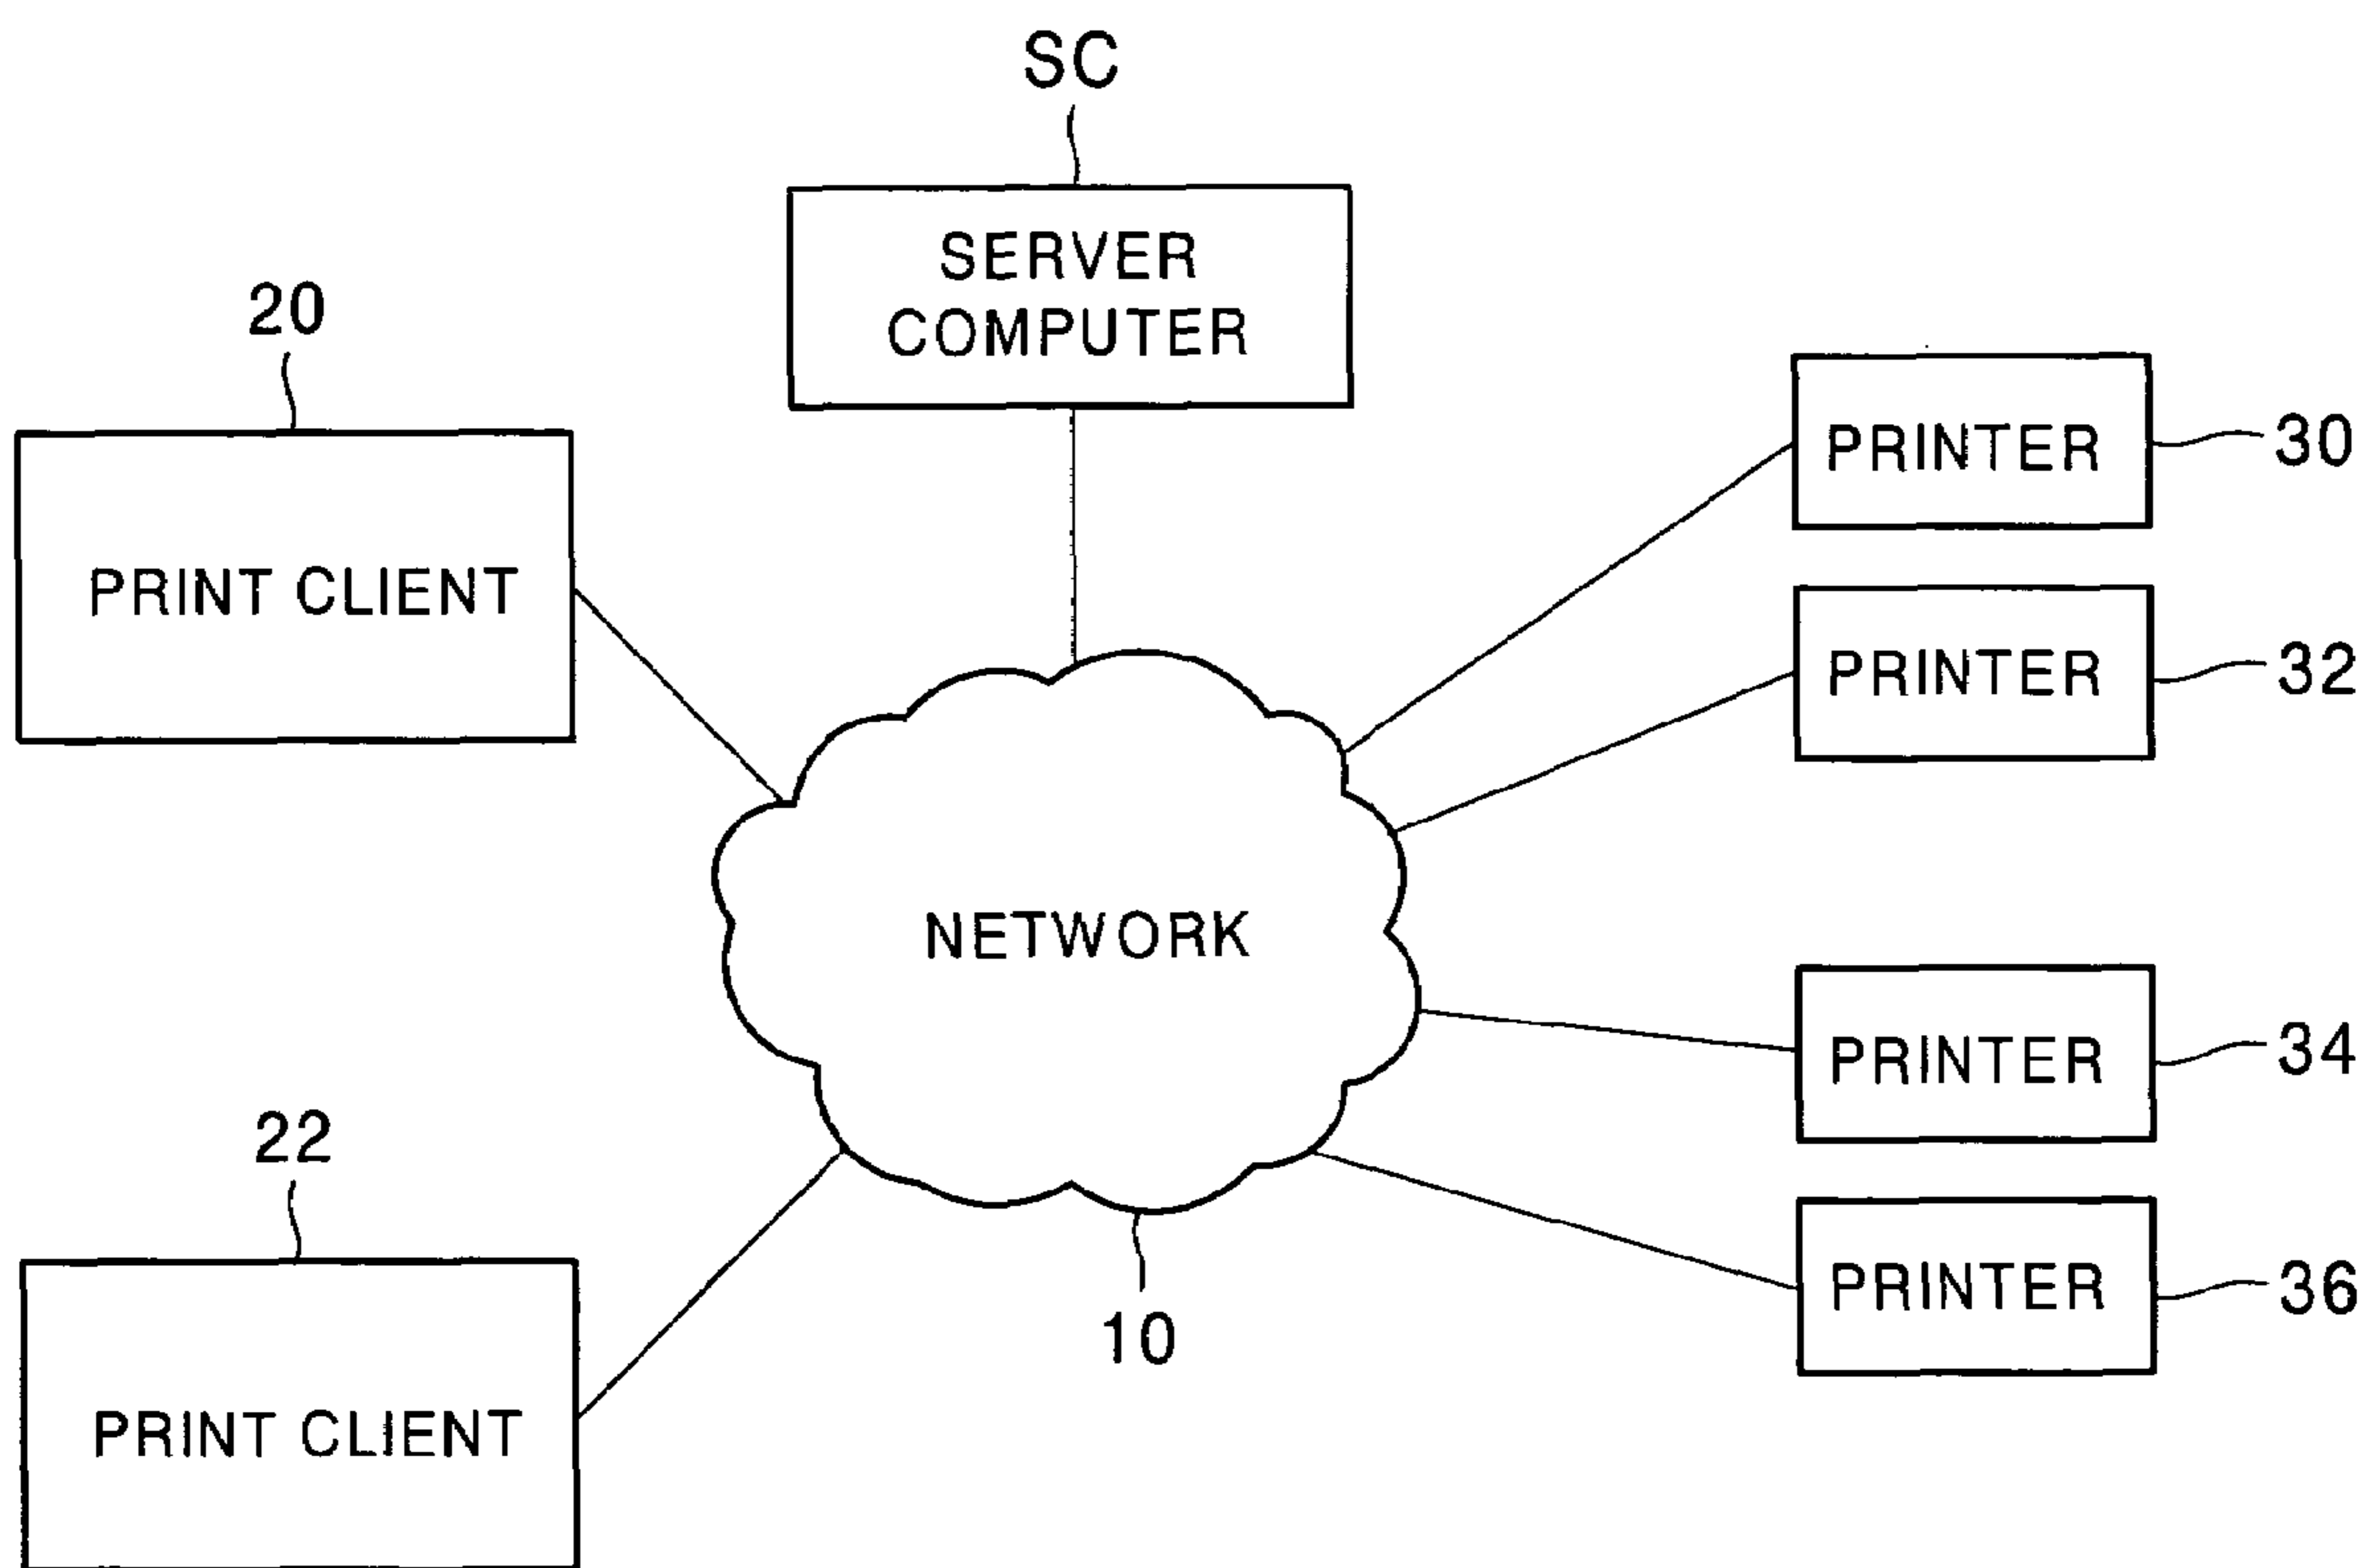 SC
SERVER
COMPUTER
20
PRINT CLIENT
PRINTER
30
PRINTER
32
NETWORK
PRINTER
34
22
PRINTER
36
10
PRINT CLIENT